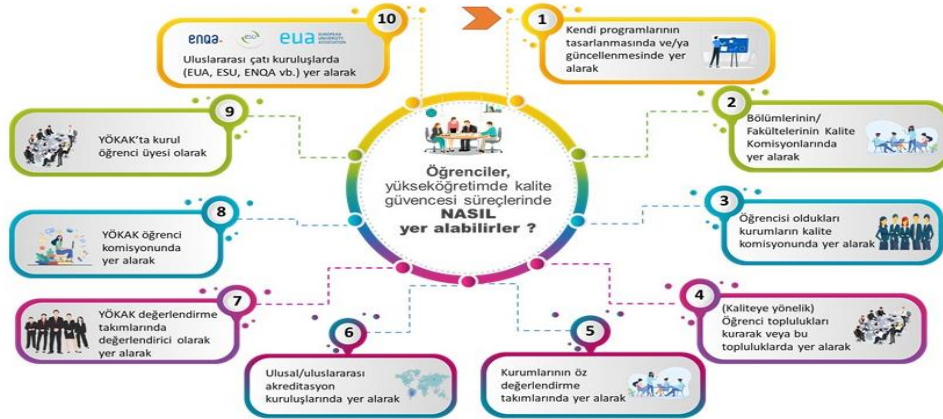 Öğrenciler,
yükseköğretimde kalite
güvencesi süreçlerinde
NASIL
yer alabilirler ?
1
Kendi programlarının
tasarlanmasında ve/ya
güncellenmesinde yer
alarak
2
Bölümlerinin/
Fakültelerinin Kalite
Komisyonlarında
yer alarak
3
Öğrencisi oldukları
kurumların kalite
komisyonunda yer alarak
4
(Kaliteye yönelik)
Öğrenci toplulukları
kurarak veya bu
topluluklarda yer alarak
5
Kurumlarının öz
değerlendirme
takımlarında yer alarak
6
Ulusal/uluslararası
akreditasyon
kuruluşlarında yer alarak
7
YÖKAK değerlendirme
takımlarında
değerlendirici olarak
yer alarak
8
YÖKAK öğrenci
komisyonunda
yer alarak
9
YÖKAK’ta kurul
öğrenci üyesi olarak
10
enqa. ESU eua EUROPEAN
UNIVERSITY
ASSOCIATION
Uluslararası çatı kuruluşlarda
(EUA, ESU, ENQA vb.) yer alarak